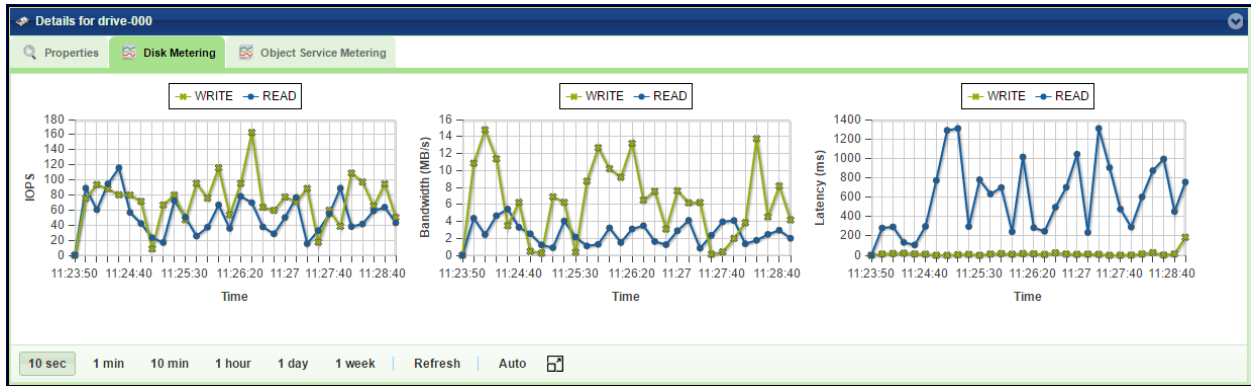 Details for drive-000
Properties Disk Metering Object Service Metering
WRITE READ
IOPS
180
160
140
120
100
80
60
40
20
0
11:23:50 11:24:40 11:25:30 11:26:20 11:27 11:27:40 11:28:40
Time
WRITE READ
Bandwidth (MB/s)
16
14
12
10
8
6
4
2
0
11:23:50 11:24:40 11:25:30 11:26:20 11:27 11:27:40 11:28:40
Time
WRITE READ
Latency (ms)
1400
1200
1000
800
600
400
200
0
11:23:50 11:24:40 11:25:30 11:26:20 11:27 11:27:40 11:28:40
Time
10 sec 1 min 10 min 1 hour 1 day 1 week Refresh Auto